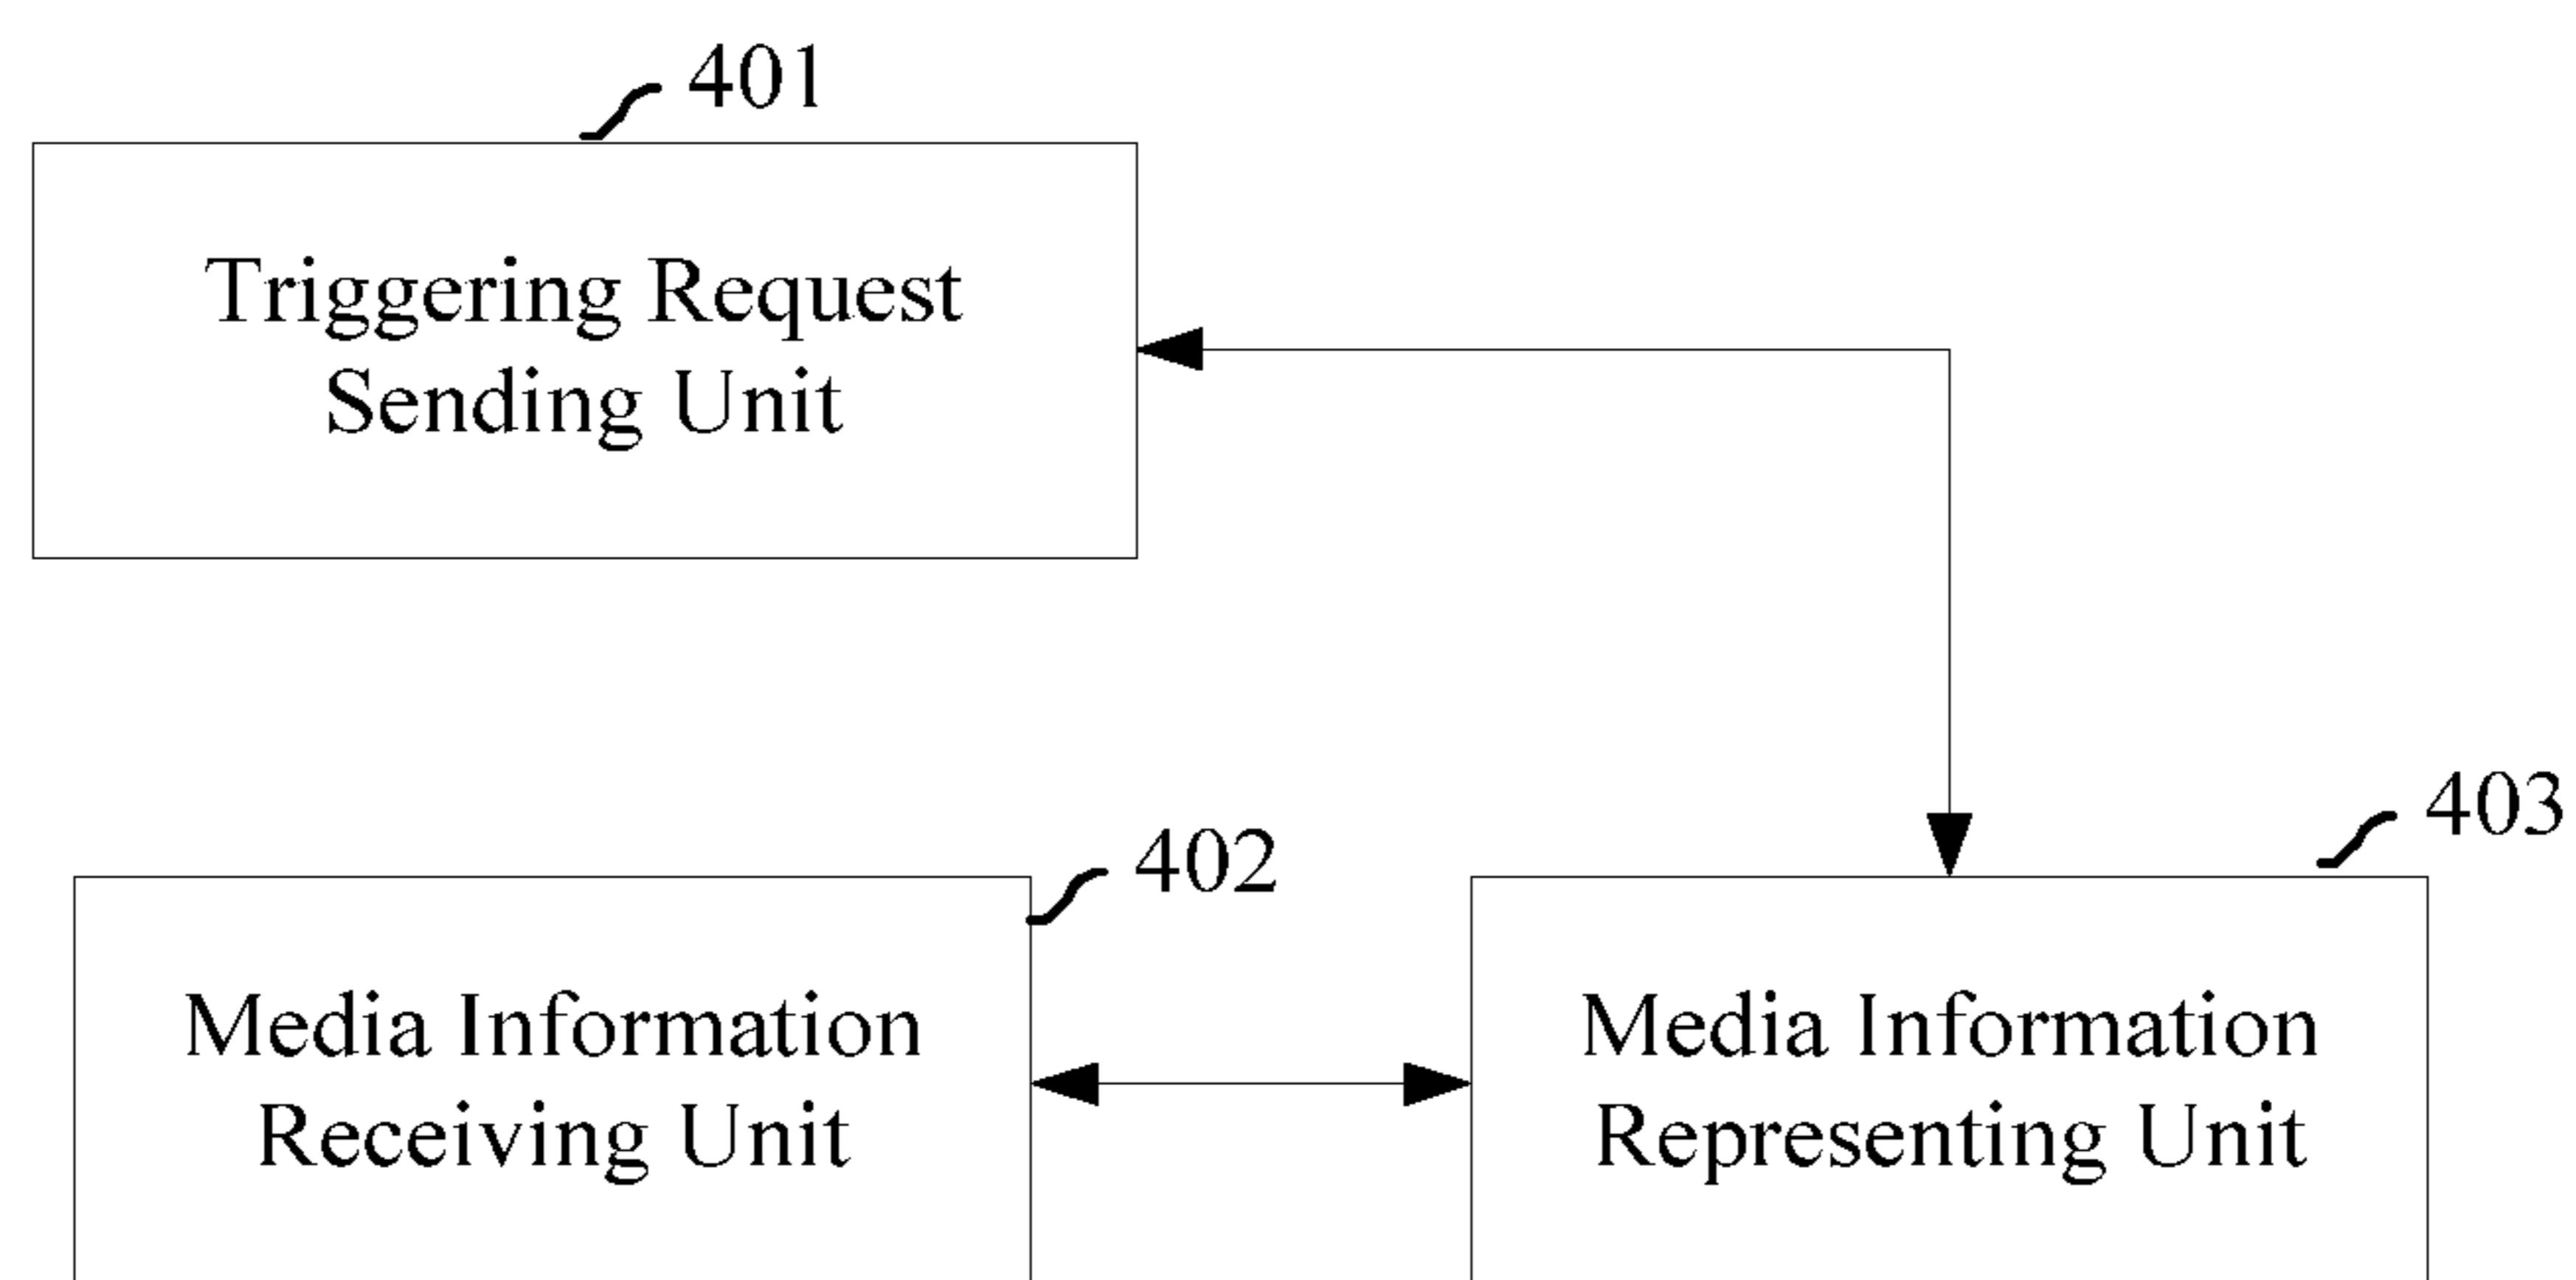 401
Triggering Request
Sending Unit
402
403
Media Information
Receiving Unit
Media Information
Representing Unit